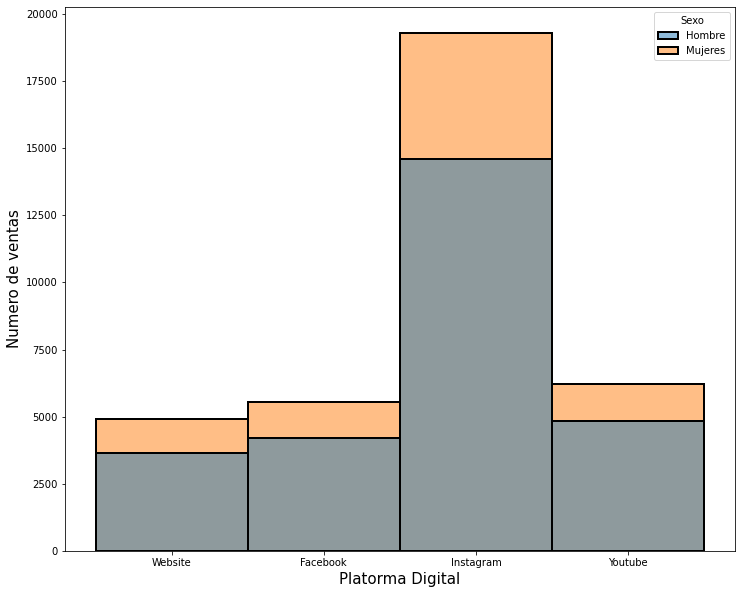 20000
17500
15000
12500
10000
7500
5000
2500
0
Numero de ventas
Sexo
Hombre
Mujeres
Website Facebook Instagram Youtube
Platorma Digital